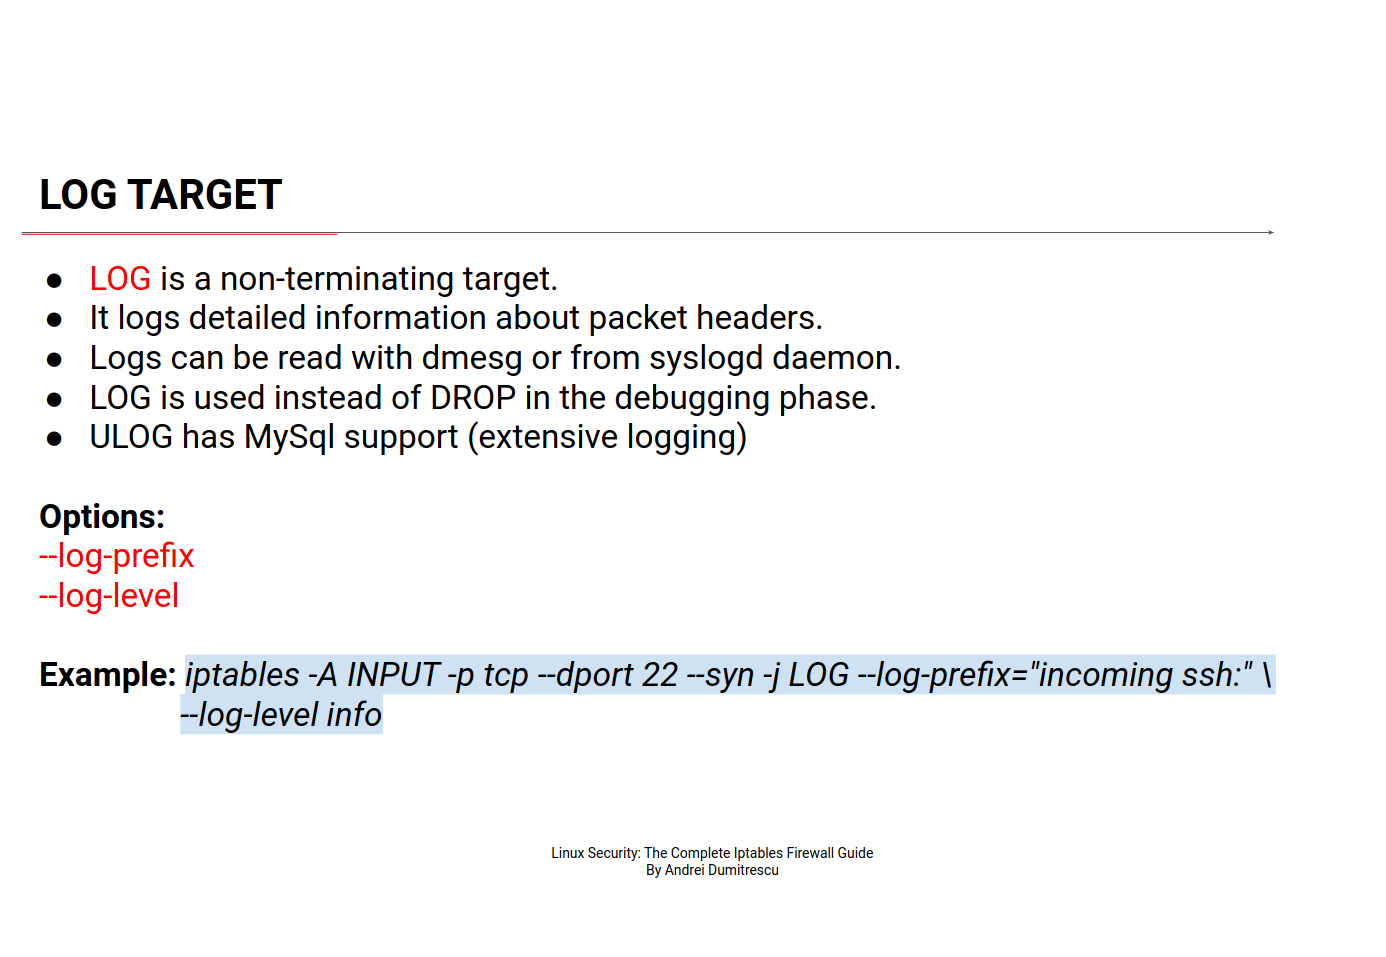 LOG TARGET
● LOG is a non-terminating target.
● It logs detailed information about packet headers.
● Logs can be read with dmesg or from syslogd daemon.
● LOG is used instead of DROP in the debugging phase.
● ULOG has MySql support (extensive logging)
Options:
--log-prefix
--log-level
Example: iptables -A INPUT -p tcp --dport 22 --syn -j LOG --log-prefix="incoming ssh:" \
--log-level info
Linux Security: The Complete Iptables Firewall Guide
By Andrei Dumitrescu